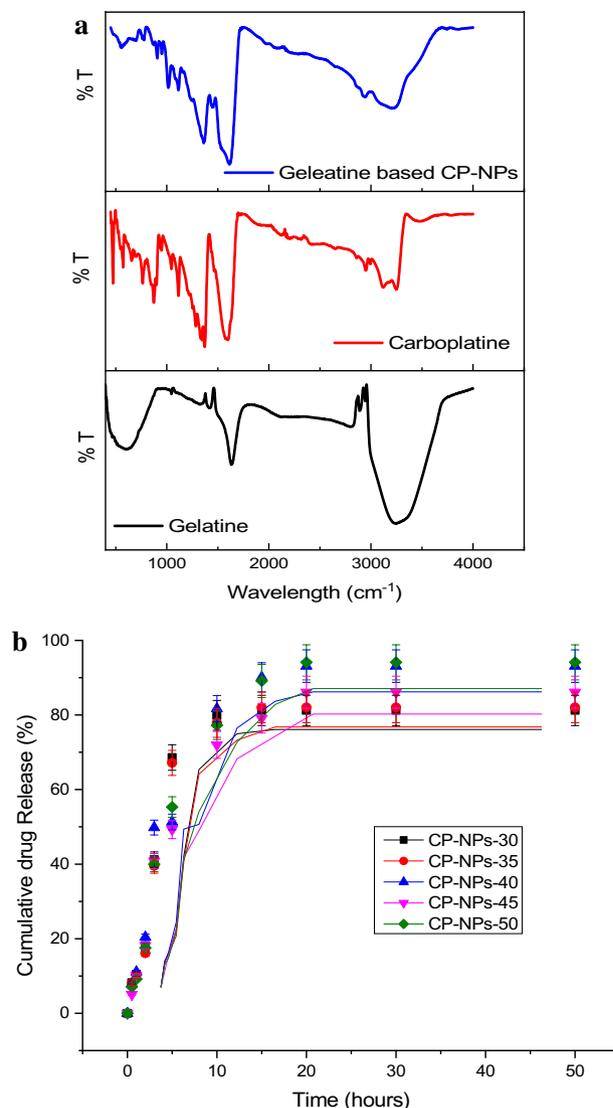 a
% T
Geleatine based CP-NPs
% T
Carboplatine
% T
Gelatine
1000 2000 3000 4000
Wavelength (cm-1)
b
100
80
60
40
20
0
Cumulative drug Release (%)
CP-NPs-30
CP-NPs-35
CP-NPs-40
CP-NPs-45
CP-NPs-50
0 10 20 30 40 50
Time (hours)